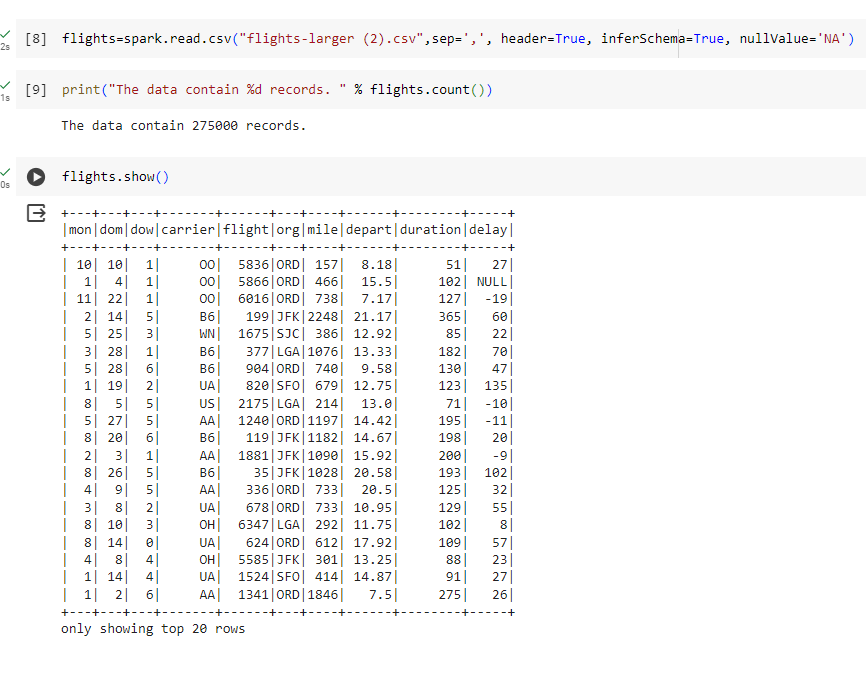 [8] flights=spark.read.csv("flights-larger (2).csv",sep=',', header=True, inferSchema=True, nullValue='NA')
2s
[9] print("The data contain %d records. " % flights.count())
1s
The data contain 275000 records.
flights.show()
0s
+---+---+---+-------+------+---+----+------+--------+-----+
|mon|dom|dow|carrier|flight|org|mile|depart|duration|delay|
+---+---+---+-------+------+---+----+------+--------+-----+
| 10| 10|  1|     OO|  5836|ORD| 157|  8.18|      51|   27|
|  1|  4|  1|     OO|  5866|ORD| 466|  15.5|     102| NULL|
| 11| 22|  1|     OO|  6016|ORD| 738|  7.17|     127|  -19|
|  2| 14|  5|     B6|   199|JFK|2248| 21.17|     365|   60|
|  5| 25|  3|     WN|  1675|SJC| 386| 12.92|      85|   22|
|  3| 28|  1|     B6|   377|LGA|1076| 13.33|     182|   70|
|  5| 28|  6|     B6|   904|ORD| 740|  9.58|     130|   47|
|  1| 19|  2|     UA|   820|SFO| 679| 12.75|     123|  135|
|  8|  5|  5|     US|  2175|LGA| 214|  13.0|      71|  -10|
|  5| 27|  5|     AA|  1240|ORD|1197| 14.42|     195|  -11|
|  8| 20|  6|     B6|   119|JFK|1182| 14.67|     198|   20|
|  2|  3|  1|     AA|  1881|JFK|1090| 15.92|     200|   -9|
|  8| 26|  5|     B6|    35|JFK|1028| 20.58|     193|  102|
|  4|  9|  5|     AA|   336|ORD| 733|  20.5|     125|   32|
|  3|  8|  2|     UA|   678|ORD| 733| 10.95|     129|   55|
|  8| 10|  3|     OH|  6347|LGA| 292| 11.75|     102|    8|
|  8| 14|  0|     UA|   624|ORD| 612| 17.92|     109|   57|
|  4|  8|  4|     OH|  5585|JFK| 301| 13.25|      88|   23|
|  1| 14|  4|     UA|  1524|SFO| 414| 14.87|      91|   27|
|  1|  2|  6|     AA|  1341|ORD|1846|   7.5|     275|   26|
+---+---+---+-------+------+---+----+------+--------+-----+
only showing top 20 rows